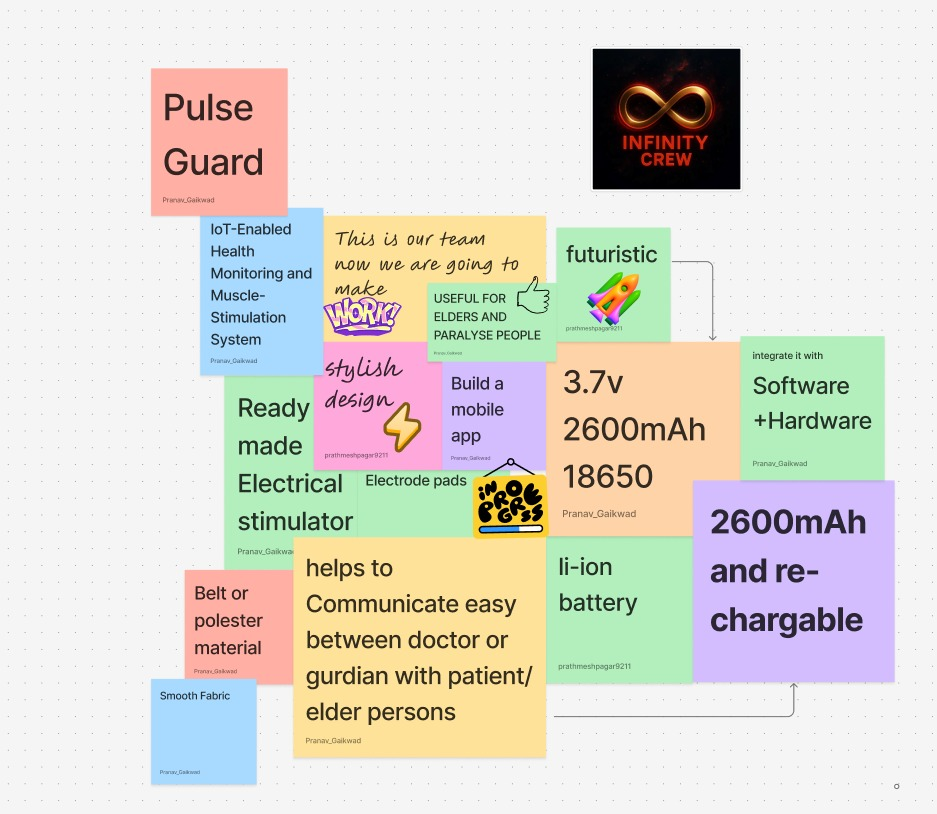 Pulse
Guard
Pranav_Gaikwad
INFINITY
CREW
IoT-Enabled
Health
Monitoring and
Muscle-
Stimulation
System
Pranav_Gaikwad
This is our team
now we are going to
make
WORK!
USEFUL FOR
ELDERS AND
PARALYSE PEOPLE
Pranav_Gaikwad
futuristic
prathmeshpagar9211
stylish
design
prathmeshpagar9211
Build a
mobile
app
Pranav_Gaikwad
3.7v
2600mAh
18650
Pranav_Gaikwad
integrate it with
Software
+Hardware
Pranav_Gaikwad
Ready
made
Electrical
stimulator
Pranav_Gaikwad
Electrode pads
IN PROGRESS
2600mAh
and re-
chargable
helps to
Communicate easy
between doctor or
gurdian with patient/
elder persons
Pranav_Gaikwad
li-ion
battery
prathmeshpagar9211
Belt or
polester
material
Pranav_Gaikwad
Smooth Fabric
Pranav_Gaikwad